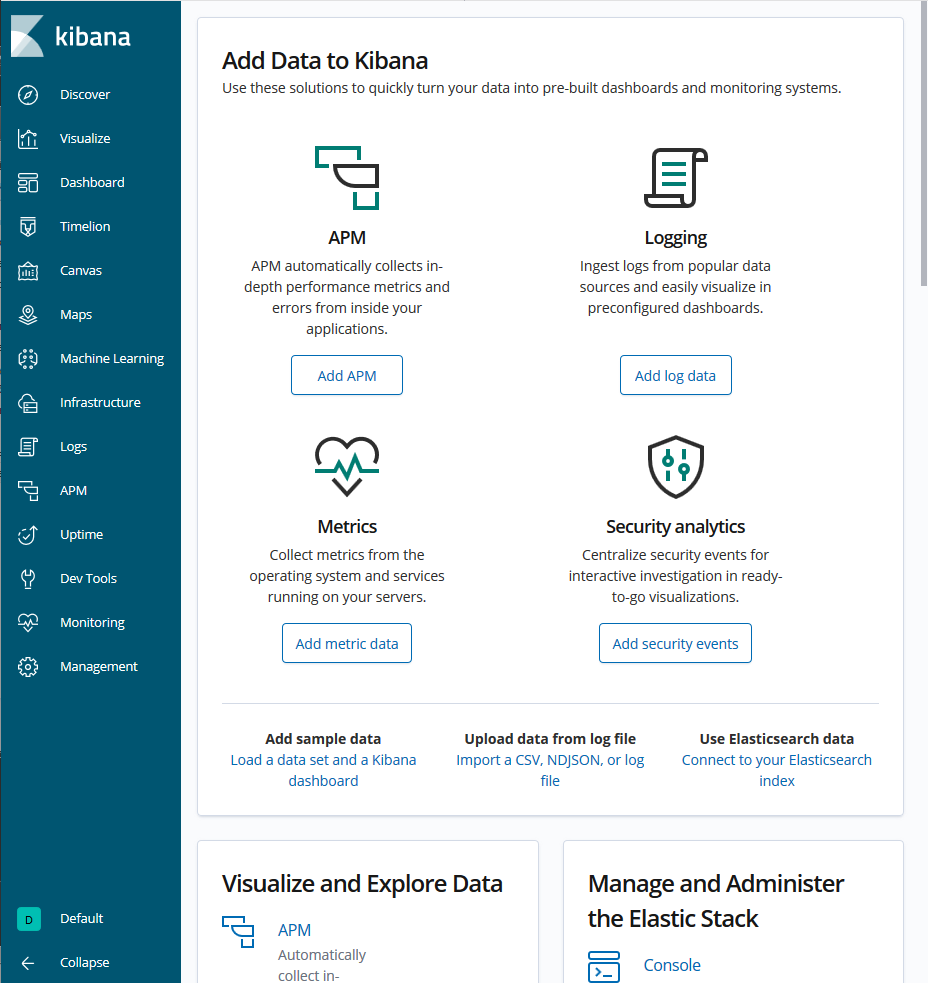 kibana
Discover
Visualize
Dashboard
Timelion
Canvas
Maps
Machine Learning
Infrastructure
Logs
APM
Uptime
Dev Tools
Monitoring
Management
D
Default
Collapse
Add Data to Kibana
Use these solutions to quickly turn your data into pre-built dashboards and monitoring systems.
APM
APM automatically collects in-
depth performance metrics and
errors from inside your
applications.
Add APM
Logging
Ingest logs from popular data
sources and easily visualize in
preconfigured dashboards.
Add log data
Metrics
Collect metrics from the
operating system and services
running on your servers.
Add metric data
Security analytics
Centralize security events for
interactive investigation in ready-
to-go visualizations.
Add security events
Add sample data
Load a data set and a Kibana
dashboard
Upload data from log file
Import a CSV, NDJSON, or log
file
Use Elasticsearch data
Connect to your Elasticsearch
index
Visualize and Explore Data
APM
Automatically
collect in-
Manage and Administer
the Elastic Stack
Console